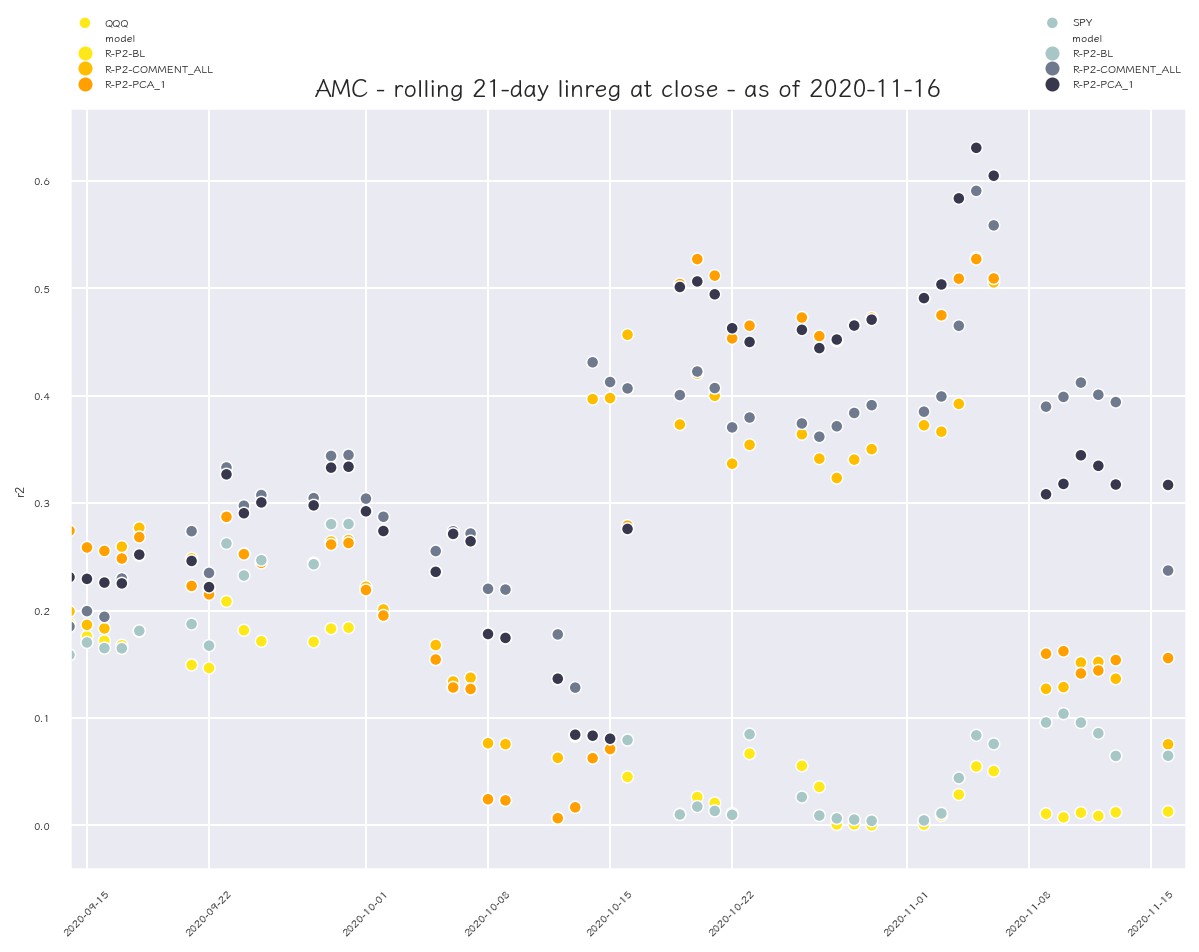 QQQ
model
R-P2-BL
R-P2-COMMENT_ALL
R-P2-PCA_1
SPY
model
R-P2-BL
R-P2-COMMENT_ALL
R-P2-PCA_1
AMC - rolling 21-day linreg at close - as of 2020-11-16
r2
0.6
0.5
0.4
0.3
0.2
0.1
0.0
2020-09-15
2020-09-22
2020-10-01
2020-10-08
2020-10-15
2020-10-22
2020-11-01
2020-11-08
2020-11-15